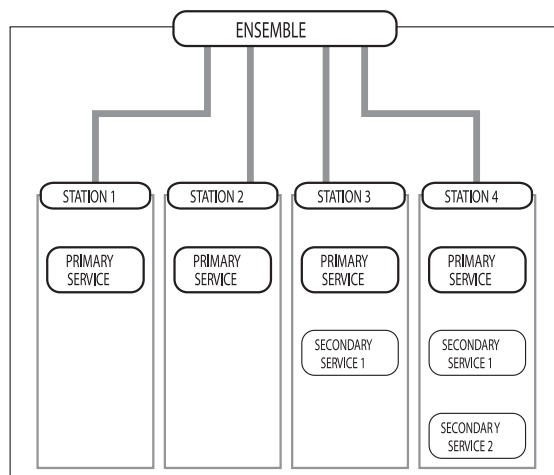 ENSEMBLE
STATION 1
STATION 2
STATION 3
STATION 4
PRIMARY
SERVICE
PRIMARY
SERVICE
PRIMARY
SERVICE
PRIMARY
SERVICE
SECONDARY
SERVICE 1
SECONDARY
SERVICE 1
SECONDARY
SERVICE 2